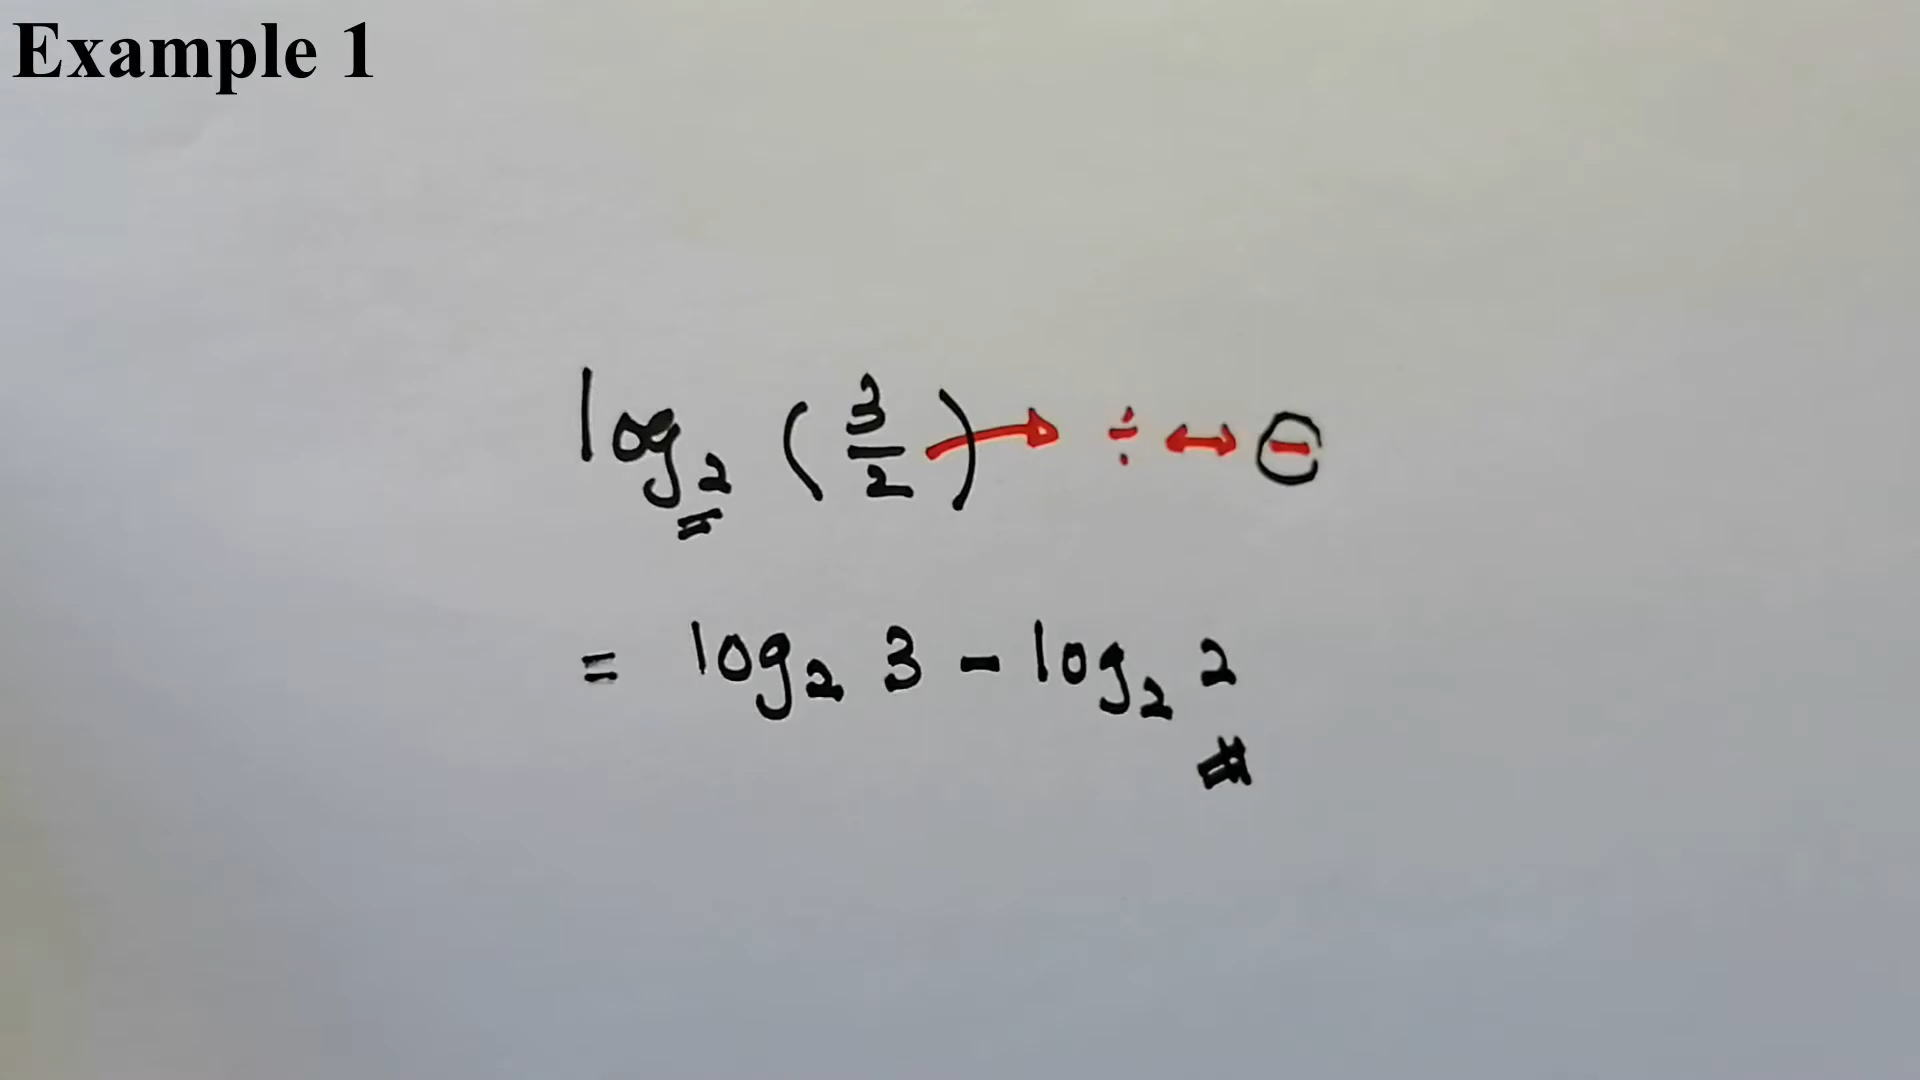 Example 1
log₂ (3/2) → ÷ ↔ −
= log₂ 3 − log₂ 2